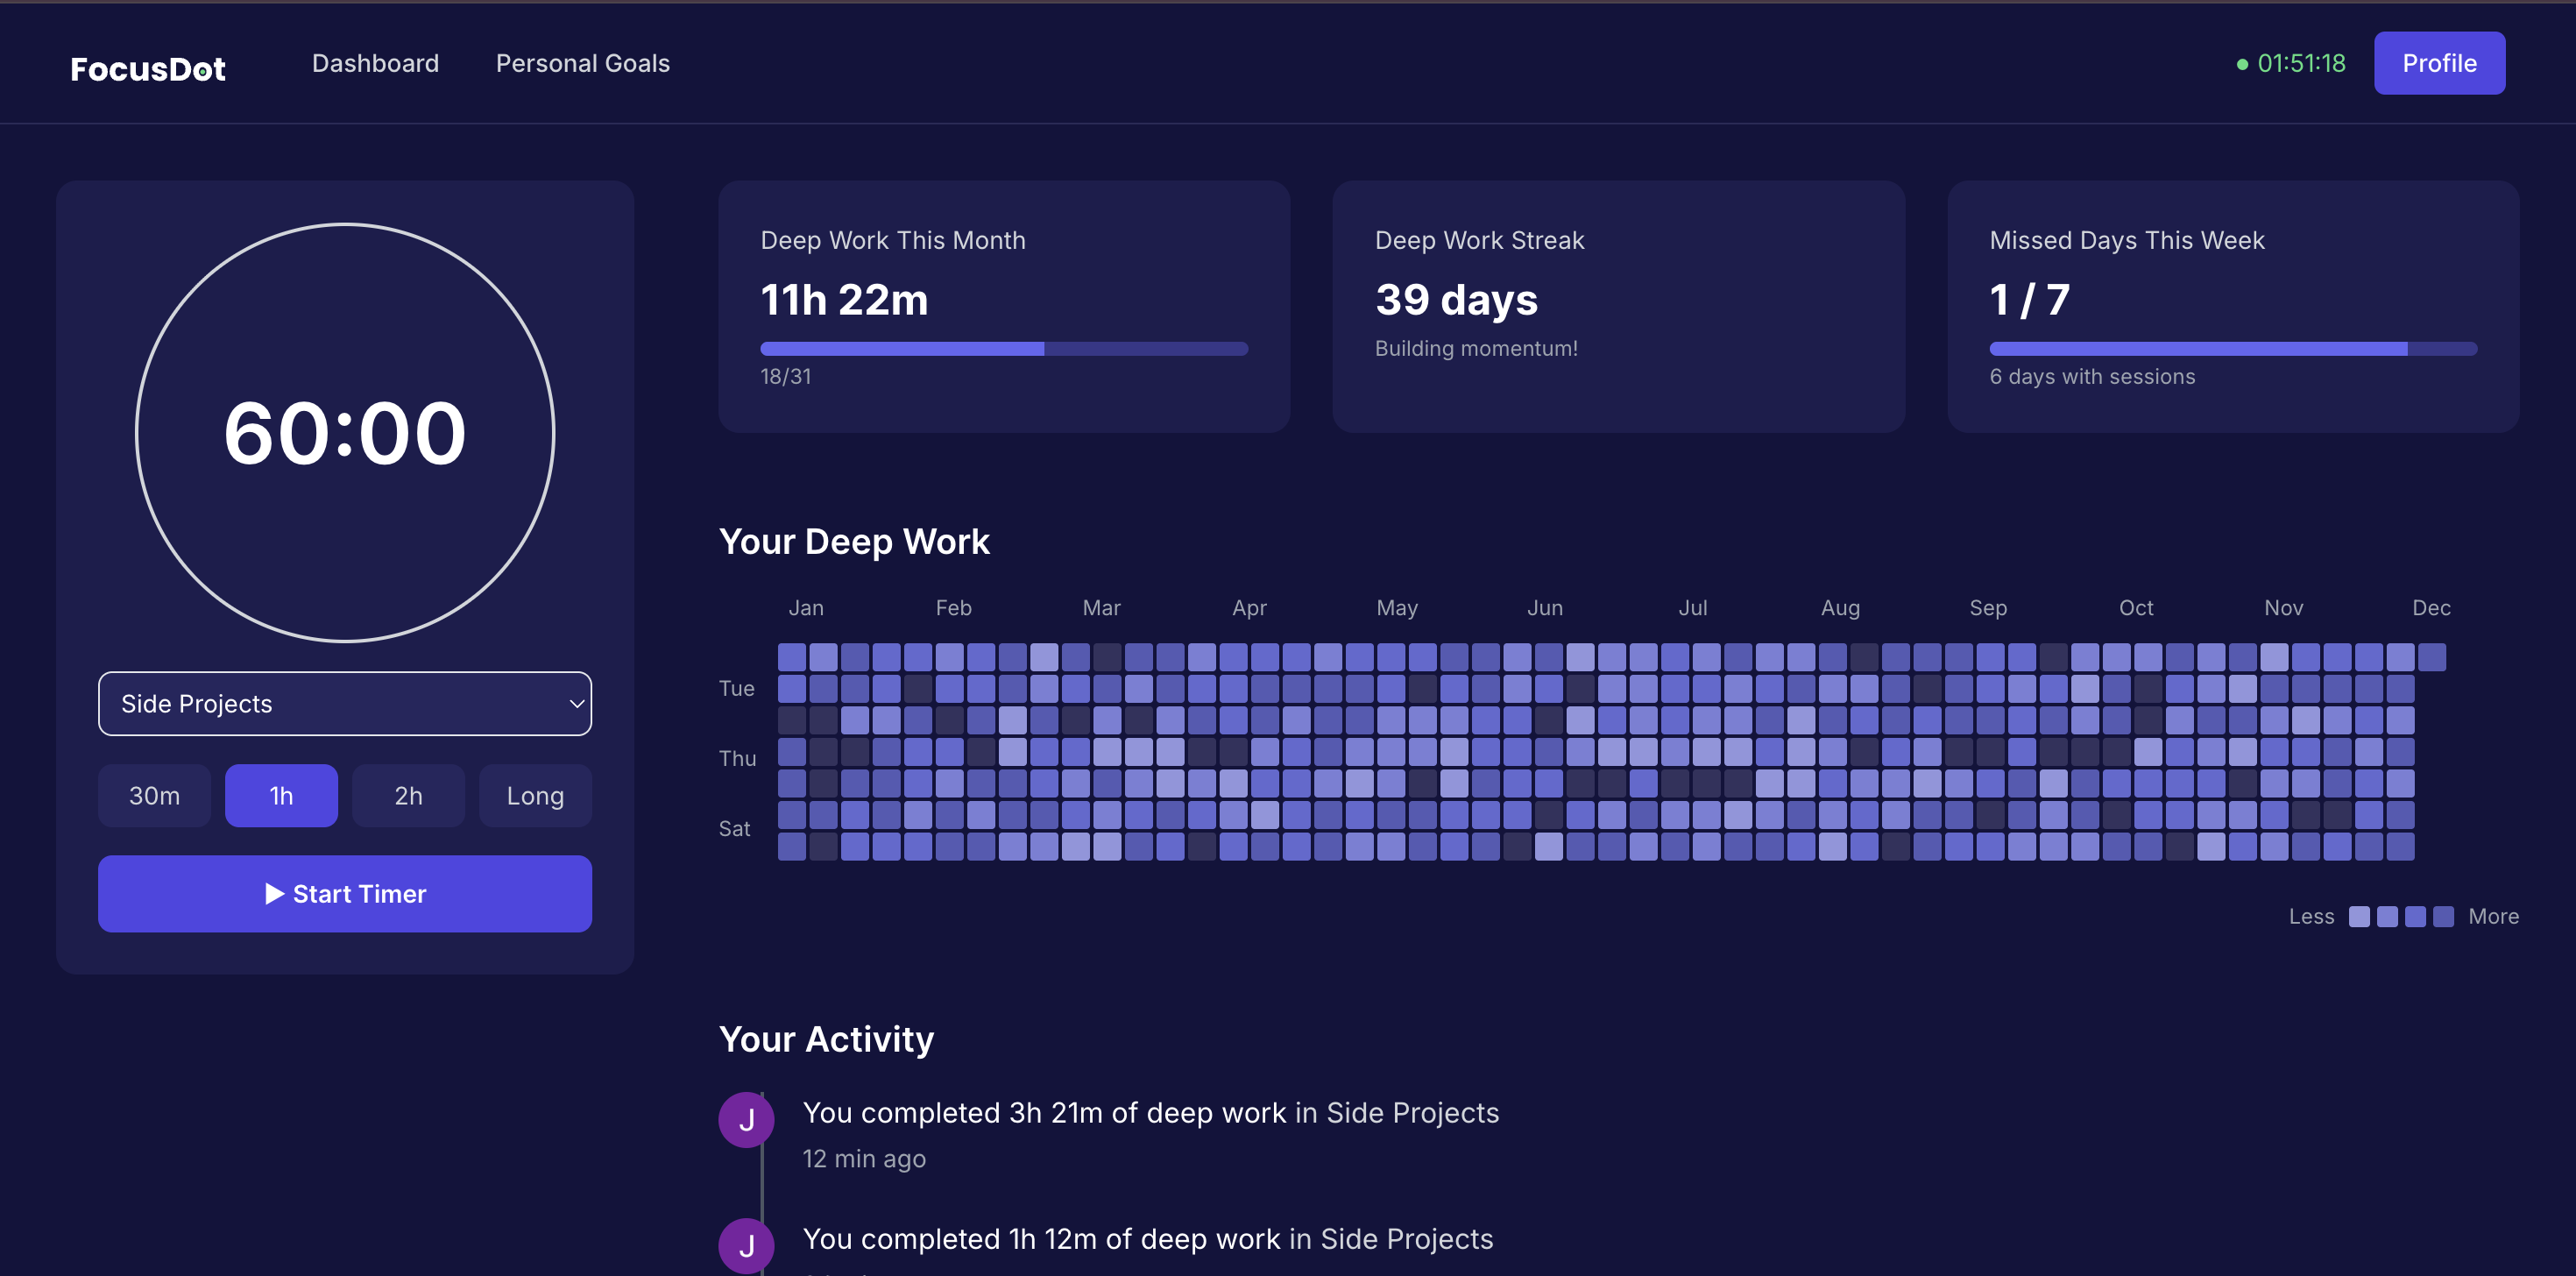 FocusDot
Dashboard
Personal Goals
01:51:18
Profile
60:00
Side Projects
30m
1h
2h
Long
▶ Start Timer
Deep Work This Month
11h 22m
18/31
Deep Work Streak
39 days
Building momentum!
Missed Days This Week
1 / 7
6 days with sessions
Your Deep Work
Jan Feb Mar Apr May Jun Jul Aug Sep Oct Nov Dec
Tue
Thu
Sat
Less
More
Your Activity
J
You completed 3h 21m of deep work in Side Projects
12 min ago
J
You completed 1h 12m of deep work in Side Projects